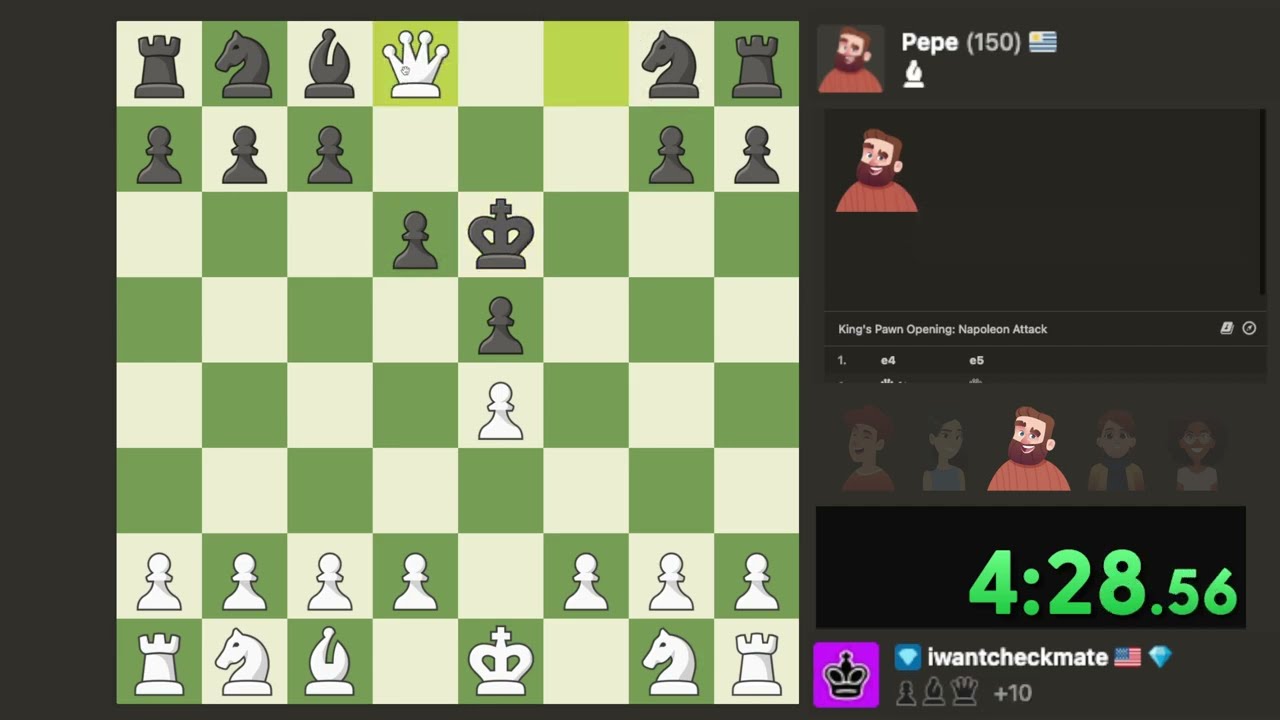 Pepe (150)
King's Pawn Opening: Napoleon Attack
1. e4 e5
4:28.56
iwantcheckmate
+10